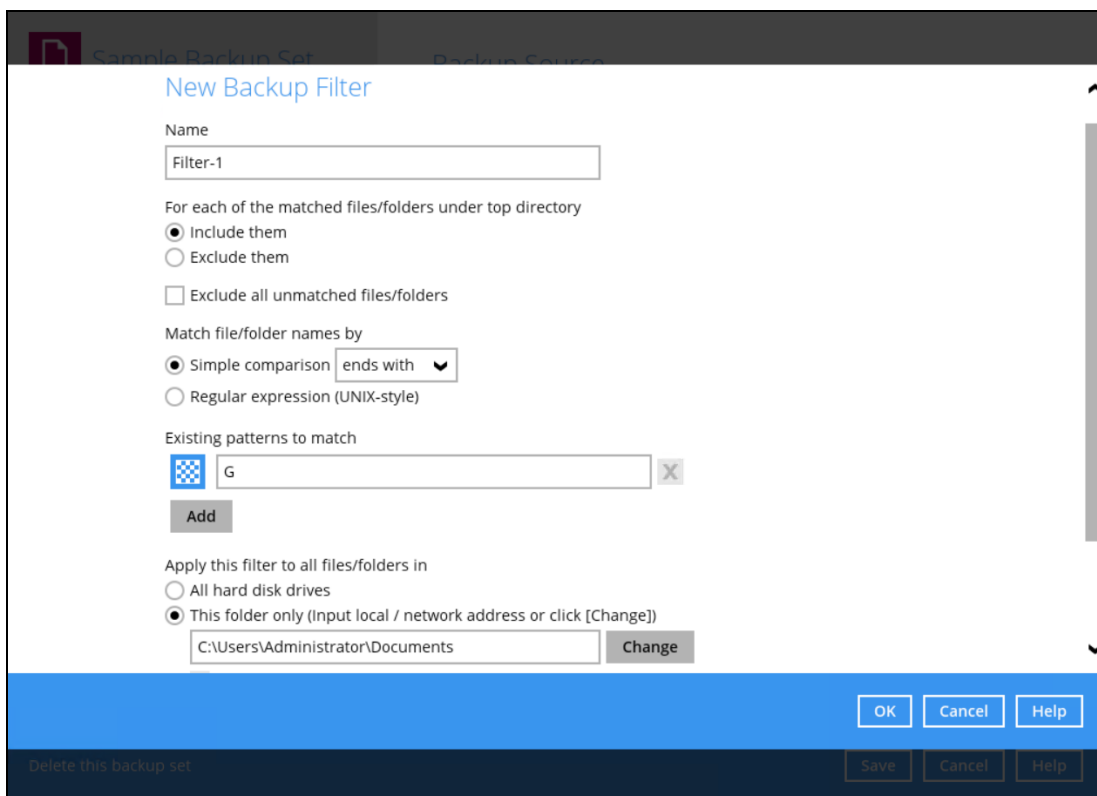 Sample Backup Set
Backup Source
New Backup Filter
Name
Filter-1
For each of the matched files/folders under top directory
Include them
Exclude them
Exclude all unmatched files/folders
Match file/folder names by
Simple comparison ends with
Regular expression (UNIX-style)
Existing patterns to match
G X
Add
Apply this filter to all files/folders in
All hard disk drives
This folder only (Input local / network address or click [Change])
C:\Users\Administrator\Documents Change
OK Cancel Help
Delete this backup set Save Cancel Help